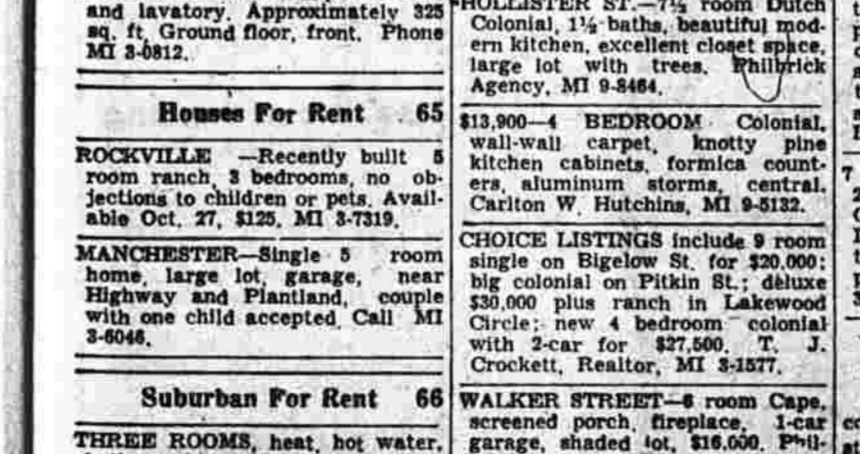 and lavatory. Approximately 325
sq. ft. Ground floor, front. Phone
MI 3-0812.
Houses For Rent 65
ROCKVILLE —Recently built 5
room ranch, 3 bedrooms, no ob-
jections to children or pets. Avail-
able Oct. 27, $125. MI 3-7319.
MANCHESTER—Single 5 room
home, large lot, garage, near
Highway and Plantland, couple
with one child accepted. Call MI
3-6046.
Suburban For Rent 66
THREE ROOMS, heat, hot water,
HOLLISTER ST.—7½ room Dutch
Colonial, 1½ baths, beautiful mod-
ern kitchen, excellent closet space,
large lot with trees. Philbrick
Agency, MI 9-8464.
$13,900—4 BEDROOM Colonial,
wall-wall carpet, knotty pine
kitchen cabinets, formica count-
ers, aluminum storms, central.
Carlton W. Hutchins, MI 9-5132.
CHOICE LISTINGS include 9 room
single on Bigelow St. for $20,000;
big colonial on Pitkin St.; deluxe
$30,000 plus ranch in Lakewood
Circle; new 4 bedroom colonial
with 2-car for $27,500. T. J.
Crockett, Realtor, MI 3-1577.
WALKER STREET—6 room Cape,
screened porch, fireplace, 1-car
garage, shaded lot, $16,000. Phil-